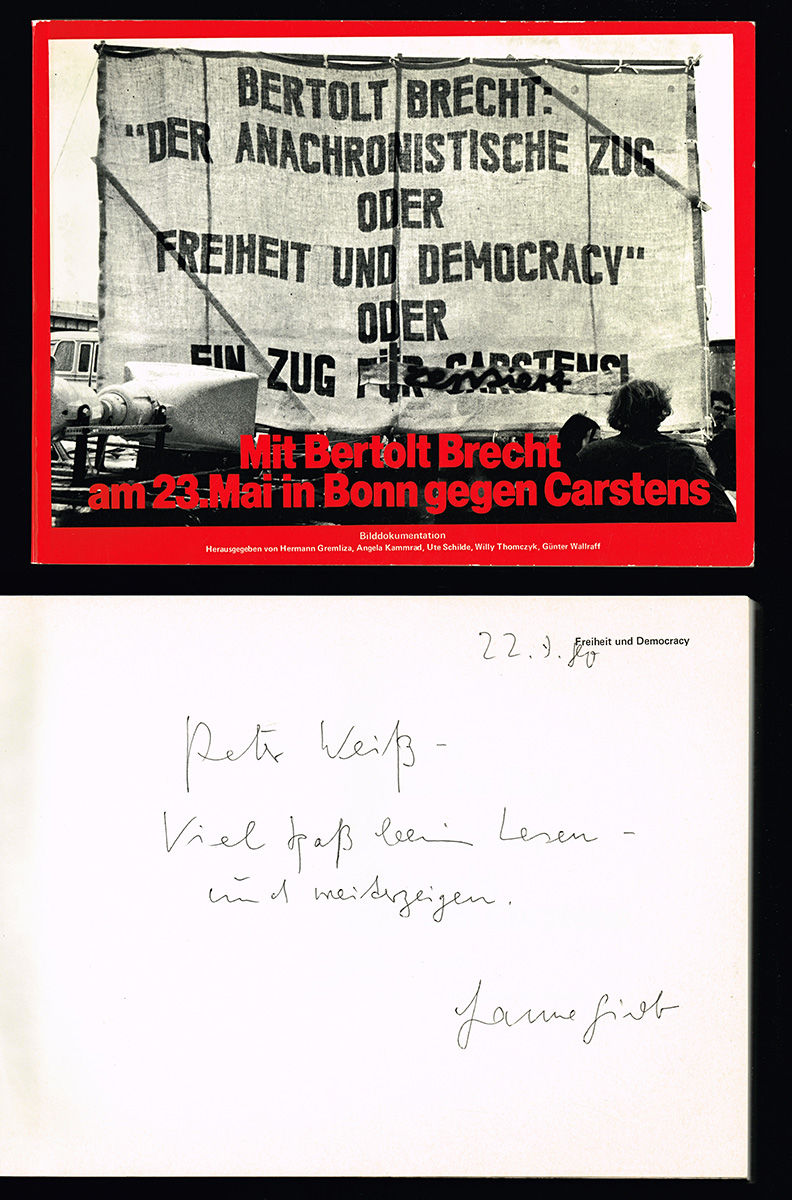 BERTOLT BRECHT:
"DER ANACHRONISTISCHE ZUG
ODER
FREIHEIT UND DEMOCRACY"
ODER
EIN ZUG FÜR CARSTENS!
zensiert
Mit Bertolt Brecht
am 23.Mai in Bonn gegen Carstens
Bilddokumentation
Herausgegeben von Hermann Gremliza, Angela Kammrad, Ute Schilde, Willy Thomczyk, Günter Wallraff
Freiheit und Democracy
22. 80
Peter Weiß –
Viel Spaß beim Lesen –
und weiterzeigen.
Hanne